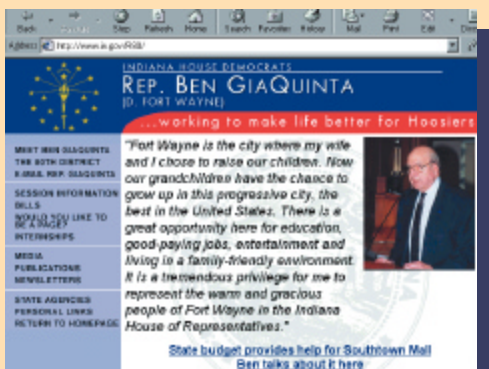 Back
Stop Refresh Home Search Favorites History Mail Print Edit
Address http://www.in.gov/R80/
INDIANA HOUSE DEMOCRATS
REP. BEN GIAQUINTA
(D. FORT WAYNE)
...working to make life better for Hoosiers
MEET BEN GIAQUINTA
THE 80TH DISTRICT
E-MAIL REP. GIAQUINTA
SESSION INFORMATION
BILLS
WOULD YOU LIKE TO
BE A PAGE?
INTERNSHIPS
MEDIA
PUBLICATIONS
NEWSLETTERS
STATE AGENCIES
PERSONAL LINKS
RETURN TO HOMEPAGE
"Fort Wayne is the city where my wife
and I chose to raise our children. Now
our grandchildren have the chance to
grow up in this progressive city, the
best in the United States. There is a
great opportunity here for education,
good-paying jobs, entertainment and
living in a family-friendly environment.
It is a tremendous privilege for me to
represent the warm and gracious
people of Fort Wayne in the Indiana
House of Representatives."
State budget provides help for Southtown Mall
Ben talks about it here